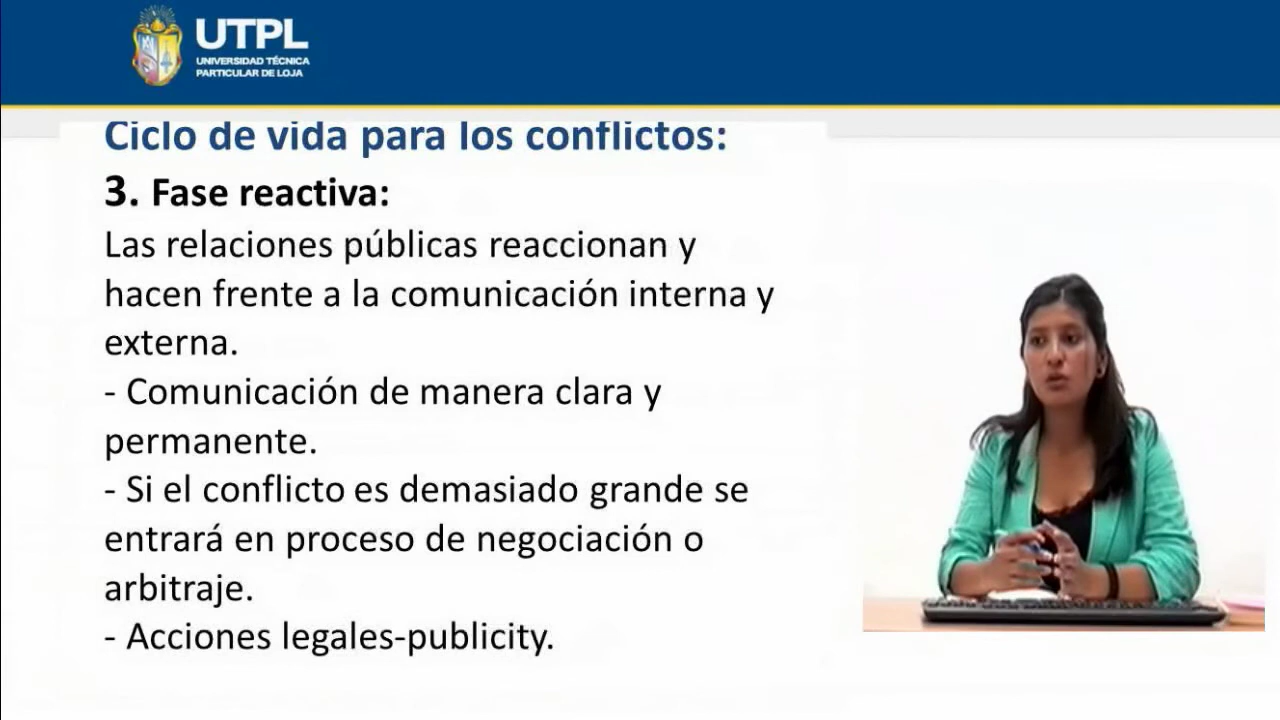 UTPL
UNIVERSIDAD TÉCNICA
PARTICULAR DE LOJA
Ciclo de vida para los conflictos:
3. Fase reactiva:
Las relaciones públicas reaccionan y
hacen frente a la comunicación interna y
externa.
- Comunicación de manera clara y
permanente.
- Si el conflicto es demasiado grande se
entrará en proceso de negociación o
arbitraje.
- Acciones legales-publicity.